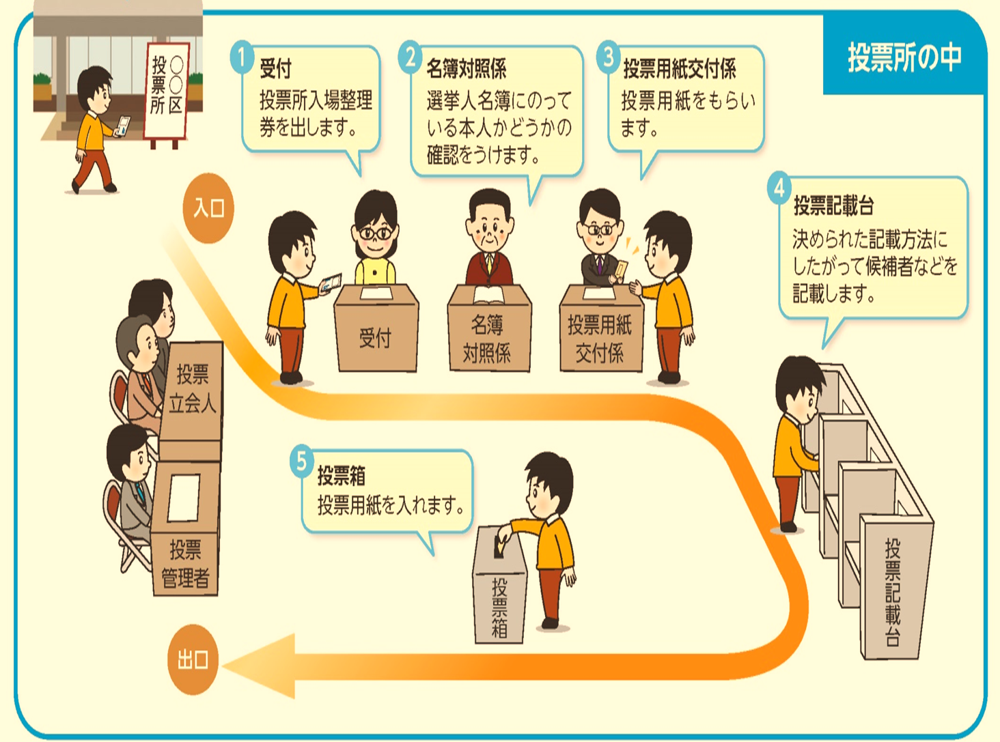 投票所の中
○○区
投票所
1
受付
投票所入場整理
券を出します。
2
名簿対照係
選挙人名簿にのって
いる本人かどうかの
確認をうけます。
3
投票用紙交付係
投票用紙をもらい
ます。
4
投票記載台
決められた記載方法に
したがって候補者などを
記載します。
入口
受付
名簿
対照係
投票用紙
交付係
投票
立会人
投票
管理者
5
投票箱
投票用紙を入れます。
投票箱
投票記載台
出口